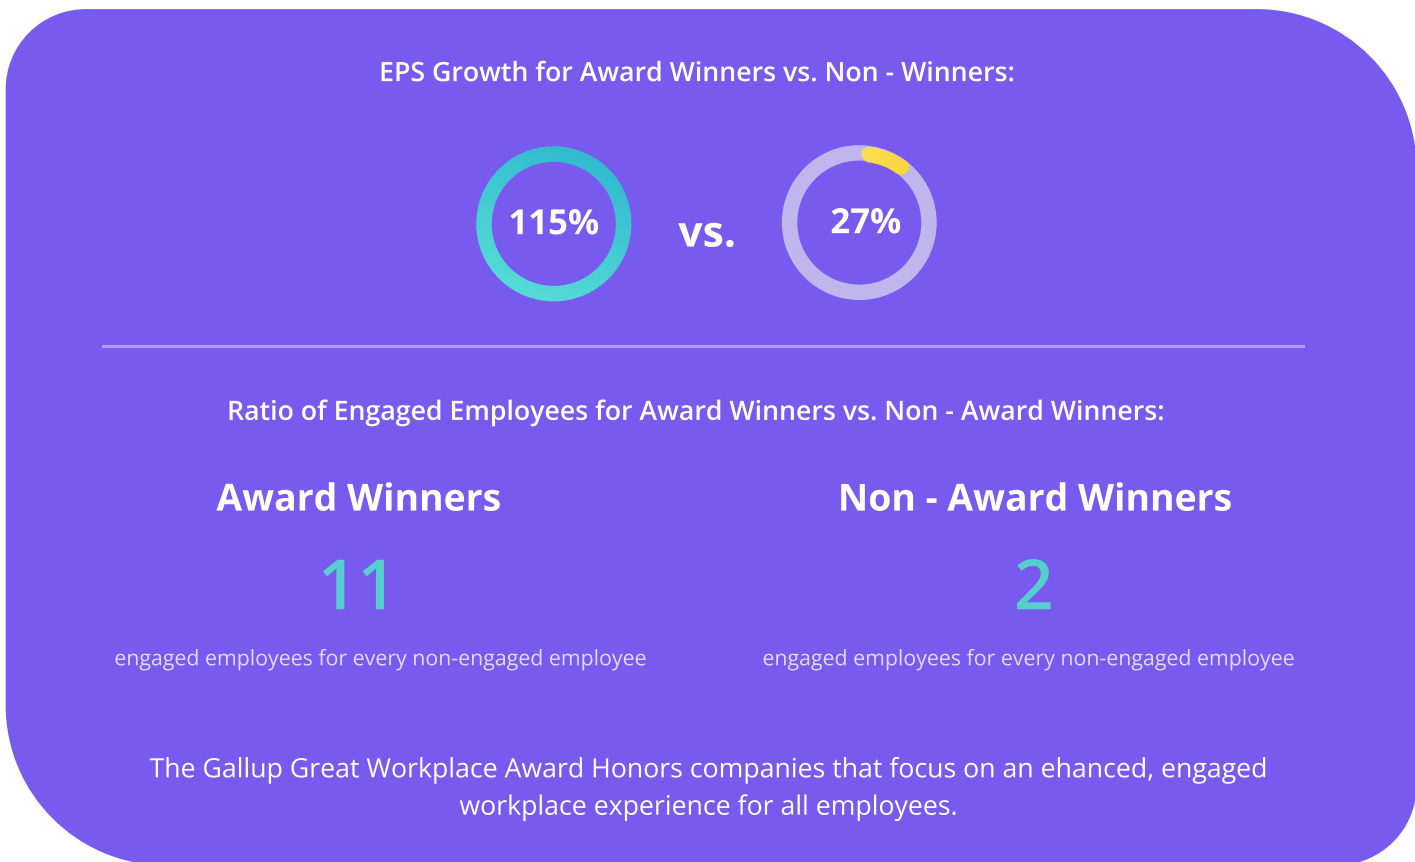 EPS Growth for Award Winners vs. Non - Winners:
115%
vs.
27%
Ratio of Engaged Employees for Award Winners vs. Non - Award Winners:
Award Winners
11
engaged employees for every non-engaged employee
Non - Award Winners
2
engaged employees for every non-engaged employee
The Gallup Great Workplace Award Honors companies that focus on an ehanced, engaged
workplace experience for all employees.